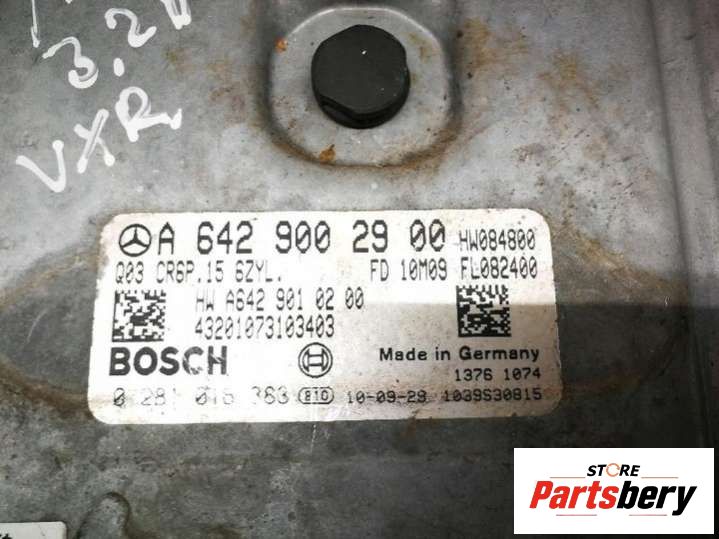 3.2
VXR
A 642 900 29 00 HW084800
Q03 CR6P.15 6ZYL. FD 10M09 FL082400
HW A642 901 02 00
43201073103403
BOSCH
Made in Germany
1376 1074
0 281 016 383 10-09-29 1039S30815
STORE
Partsbery